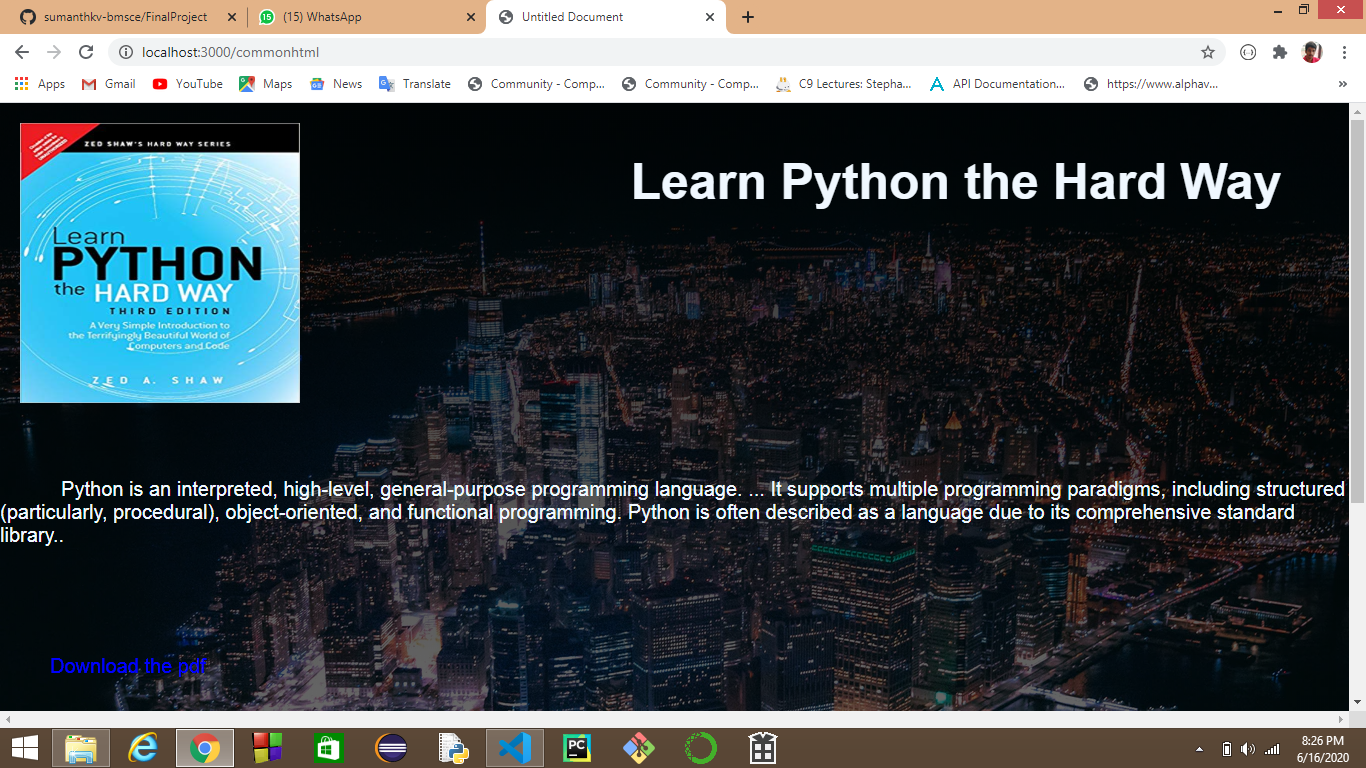 sumanthkv-bmsce/FinalProject
(15) WhatsApp
Untitled Document
localhost:3000/commonhtml
Apps
Gmail
YouTube
Maps
News
Translate
Community - Comp...
Community - Comp...
C9 Lectures: Stepha...
API Documentation...
https://www.alphav...
»
ZED SHAW'S HARD WAY SERIES
Learn
PYTHON
the HARD WAY
THIRD EDITION
A Very Simple Introduction to
the Terrifyingly Beautiful World of
Computers and Code
ZED A. SHAW
Learn Python the Hard Way
Python is an interpreted, high-level, general-purpose programming language. ... It supports multiple programming paradigms, including structured
(particularly, procedural), object-oriented, and functional programming. Python is often described as a language due to its comprehensive standard
library..
Download the pdf
PC
8:26 PM
6/16/2020